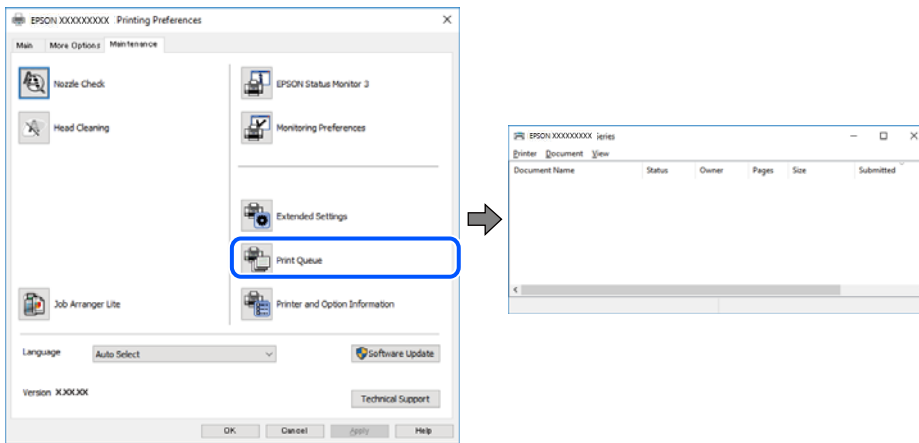 EPSON XXXXXXXXX Printing Preferences
Main More Options Maintenance
Nozzle Check
EPSON Status Monitor 3
Head Cleaning
Monitoring Preferences
Extended Settings
Print Queue
Job Arranger Lite
Printer and Option Information
Language Auto Select Software Update
Version X.XX.XX
Technical Support
OK Cancel Apply Help
EPSON XXXXXXXXX Series
Printer Document View
Document Name Status Owner Pages Size Submitted